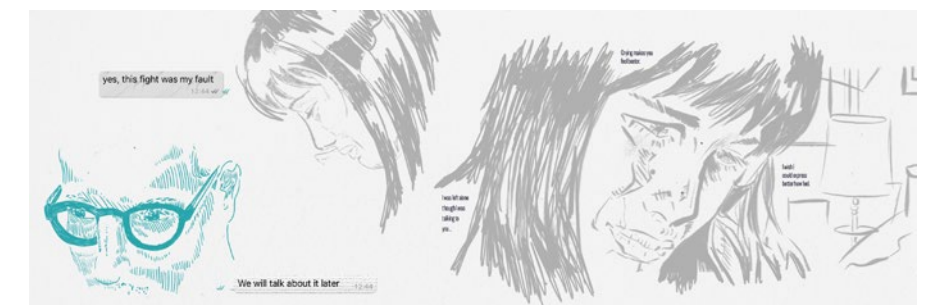 yes, this fight was my fault
12:44
Crying makes you
feel better.
I was left alone
though I was
talking to
you...
I wish I
could express
better how I feel.
We will talk about it later
12:44